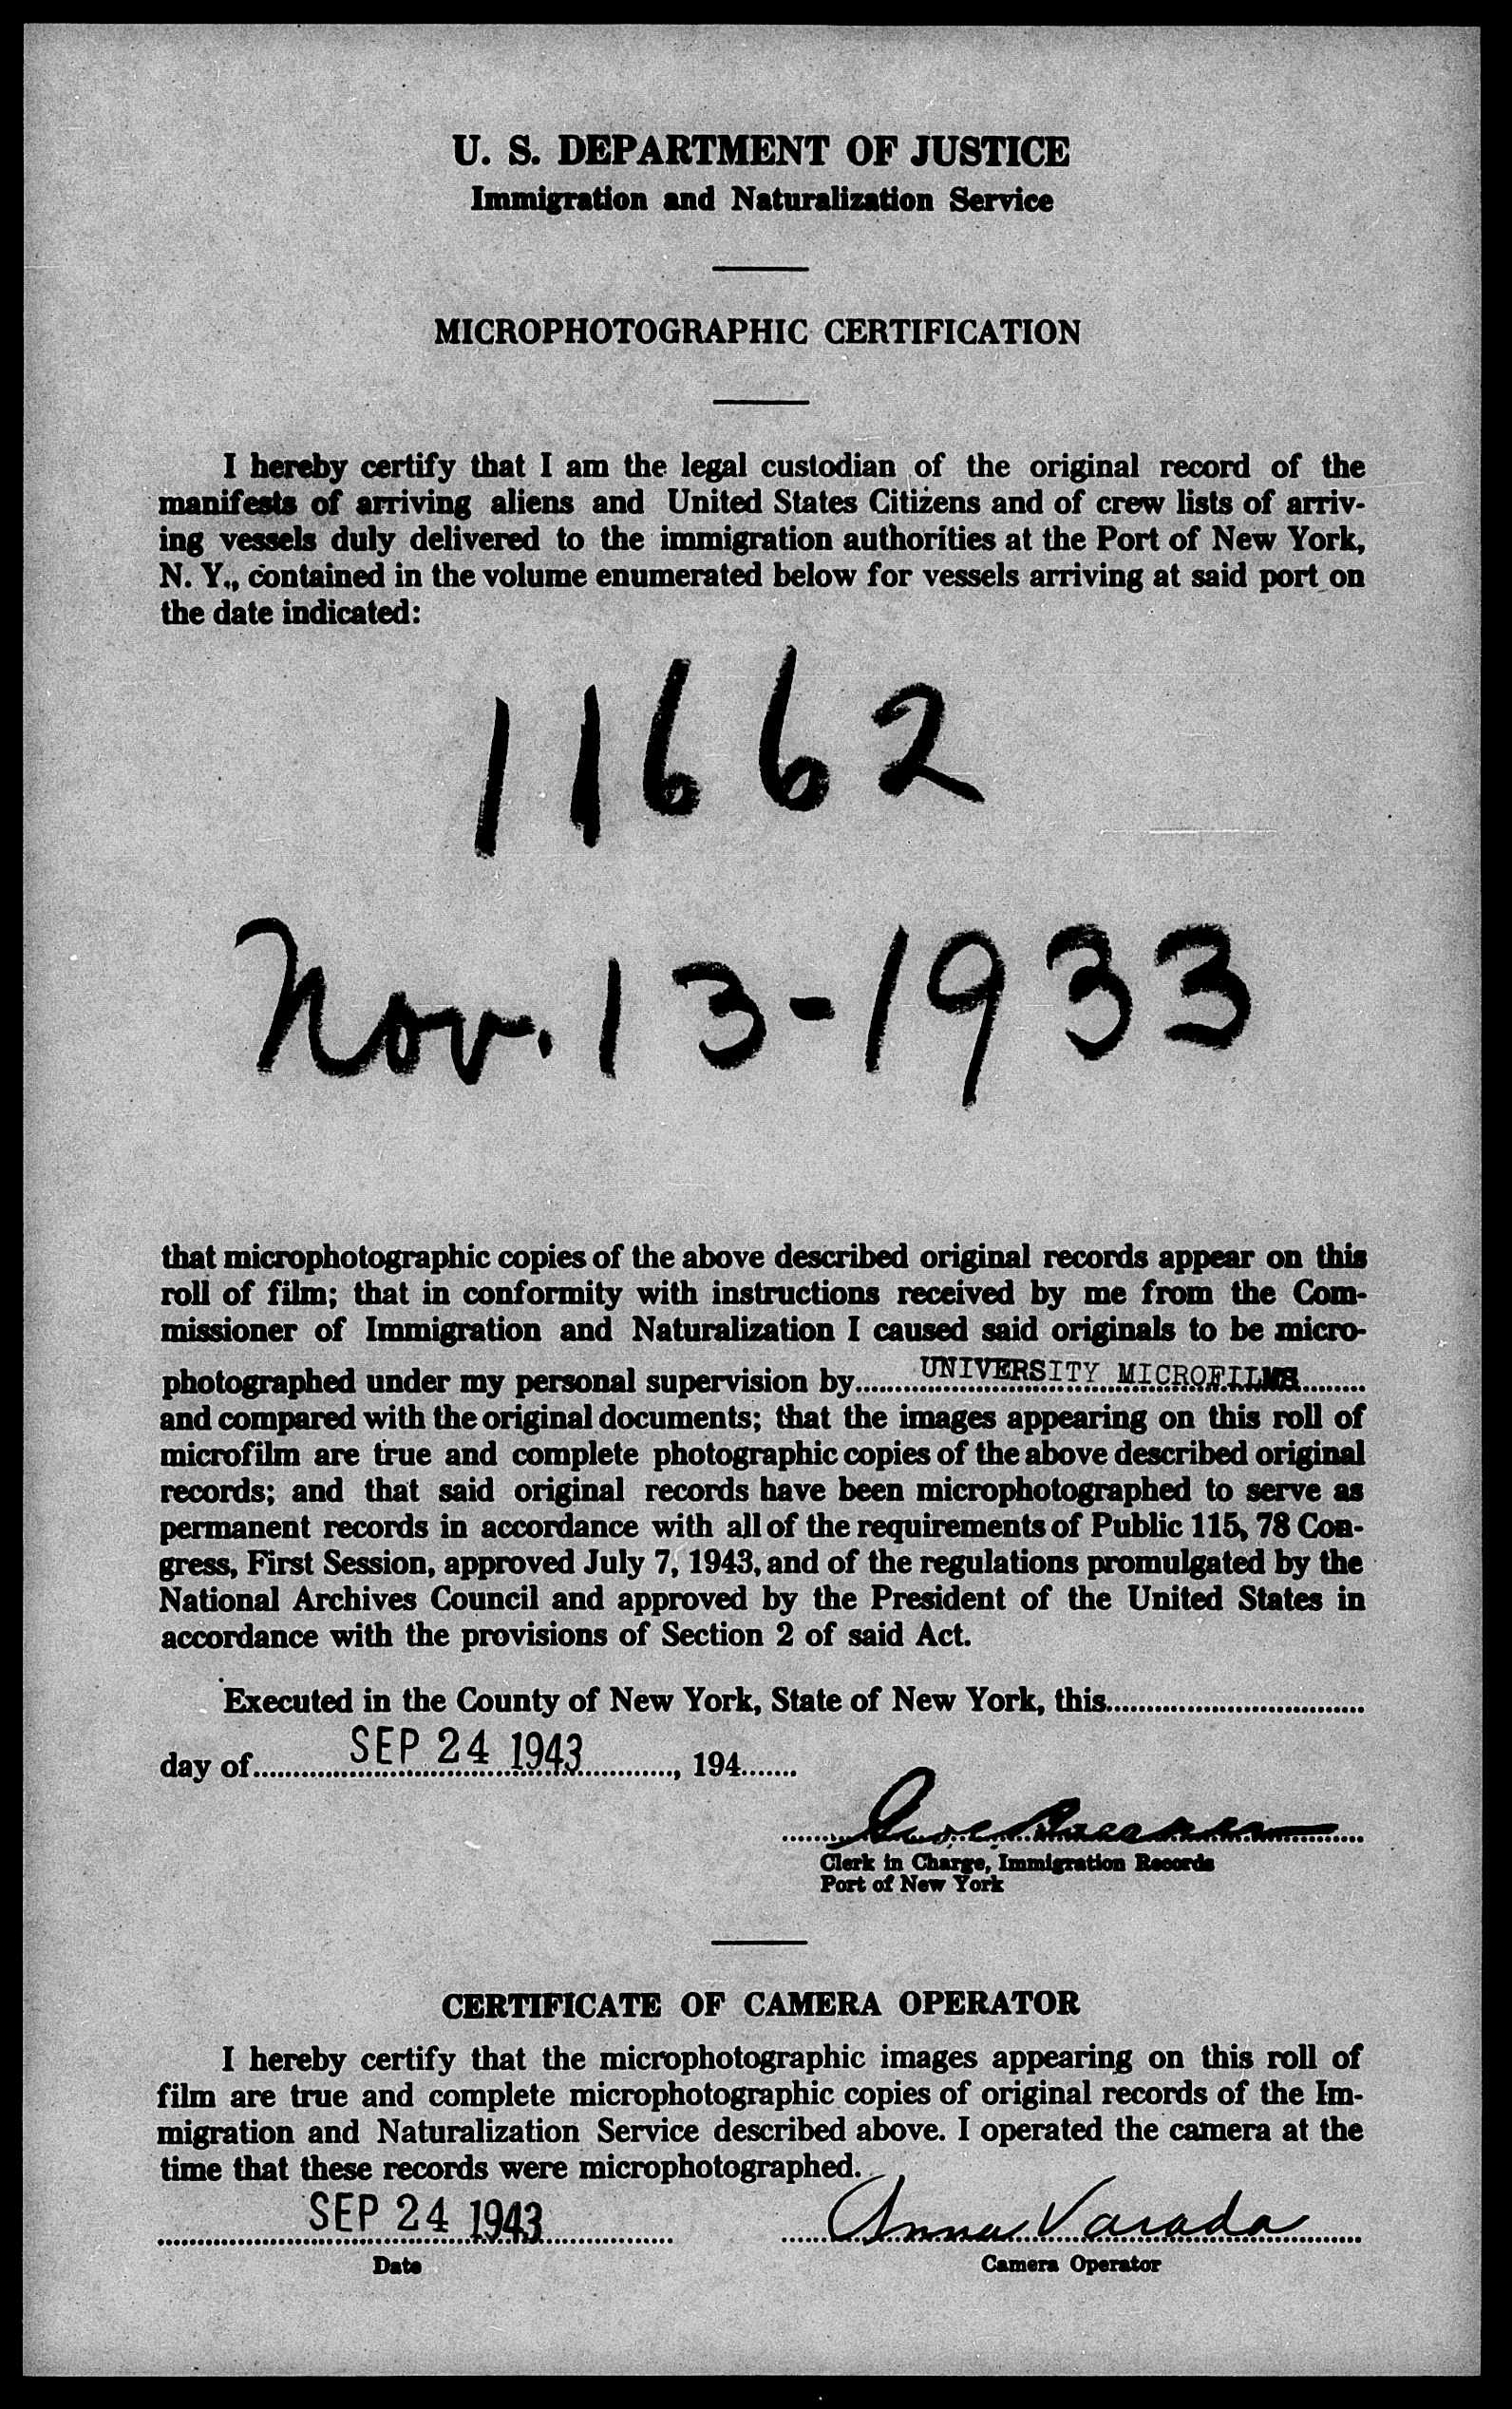 U. S. DEPARTMENT OF JUSTICE
Immigration and Naturalization Service
MICROPHOTOGRAPHIC CERTIFICATION
I hereby certify that I am the legal custodian of the original record of the
manifests of arriving aliens and United States Citizens and of crew lists of arriv-
ing vessels duly delivered to the immigration authorities at the Port of New York,
N. Y., contained in the volume enumerated below for vessels arriving at said port on
the date indicated:
11662
Nov. 13-1933
that microphotographic copies of the above described original records appear on this
roll of film; that in conformity with instructions received by me from the Com-
missioner of Immigration and Naturalization I caused said originals to be micro-
photographed under my personal supervision by UNIVERSITY MICROFILMS
and compared with the original documents; that the images appearing on this roll of
microfilm are true and complete photographic copies of the above described original
records; and that said original records have been microphotographed to serve as
permanent records in accordance with all of the requirements of Public 115, 78 Con-
gress, First Session, approved July 7, 1943, and of the regulations promulgated by the
National Archives Council and approved by the President of the United States in
accordance with the provisions of Section 2 of said Act.
Executed in the County of New York, State of New York, this
day of SEP 24 1943, 194
Clerk in Charge, Immigration Records
Port of New York
CERTIFICATE OF CAMERA OPERATOR
I hereby certify that the microphotographic images appearing on this roll of
film are true and complete microphotographic copies of original records of the Im-
migration and Naturalization Service described above. I operated the camera at the
time that these records were microphotographed.
SEP 24 1943 Anna Varada
Date Camera Operator